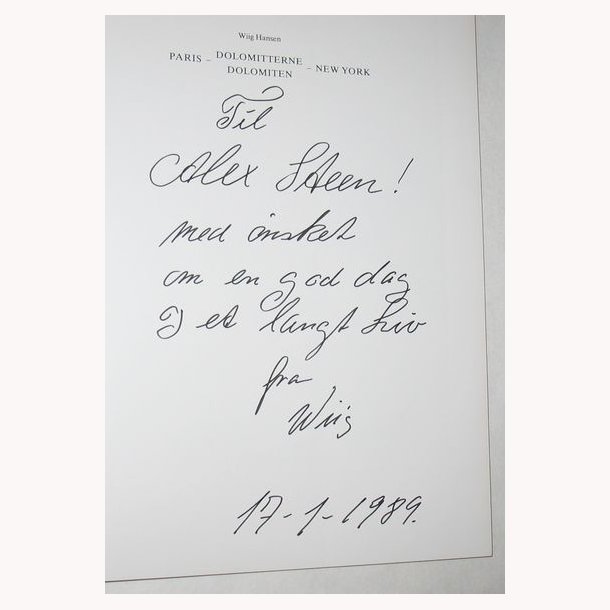 Wiig Hansen
PARIS – DOLOMITTERNE – NEW YORK
DOLOMITEN
Til
Alex Steen!
med ønsket
om en god dag
I et langt Liv
fra
Wiig
17-1-1989.